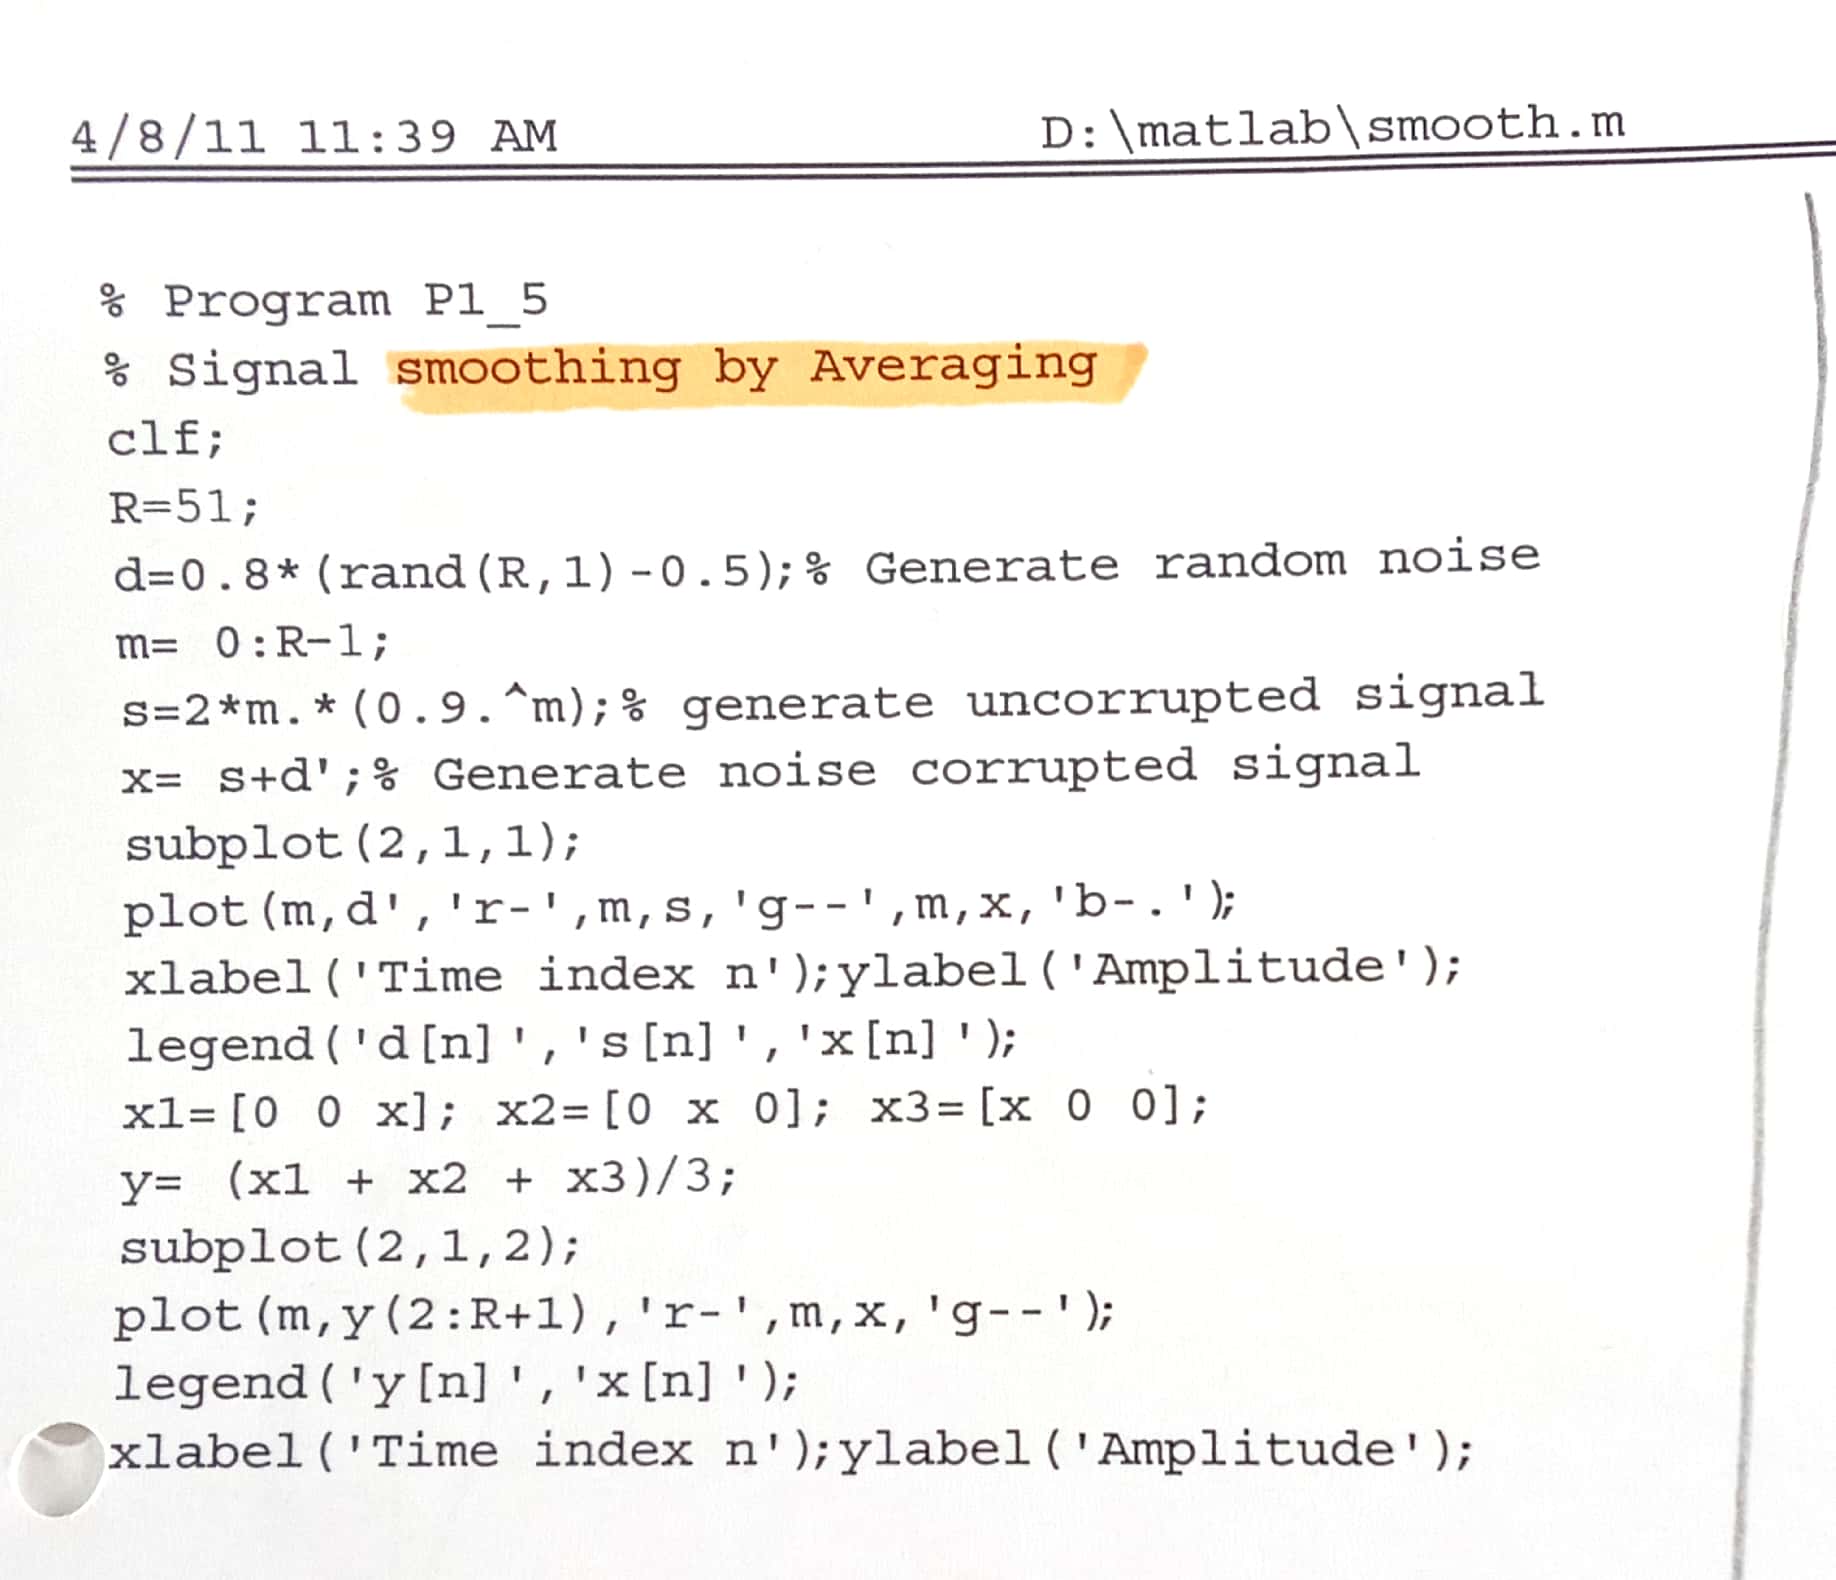 4/8/11 11:39 AM D:\matlab\smooth.m
% Program P1_5
% Signal smoothing by Averaging
clf;
R=51;
d=0.8*(rand(R,1)-0.5);% Generate random noise
m= 0:R-1;
s=2*m.*(0.9.^m);% generate uncorrupted signal
x= s+d';% Generate noise corrupted signal
subplot(2,1,1);
plot(m,d','r-',m,s,'g--',m,x,'b-.');
xlabel('Time index n');ylabel('Amplitude');
legend('d[n]','s[n]','x[n]');
x1=[0 0 x]; x2=[0 x 0]; x3=[x 0 0];
y= (x1 + x2 + x3)/3;
subplot(2,1,2);
plot(m,y(2:R+1),'r-',m,x,'g--');
legend('y[n]','x[n]');
xlabel('Time index n');ylabel('Amplitude');